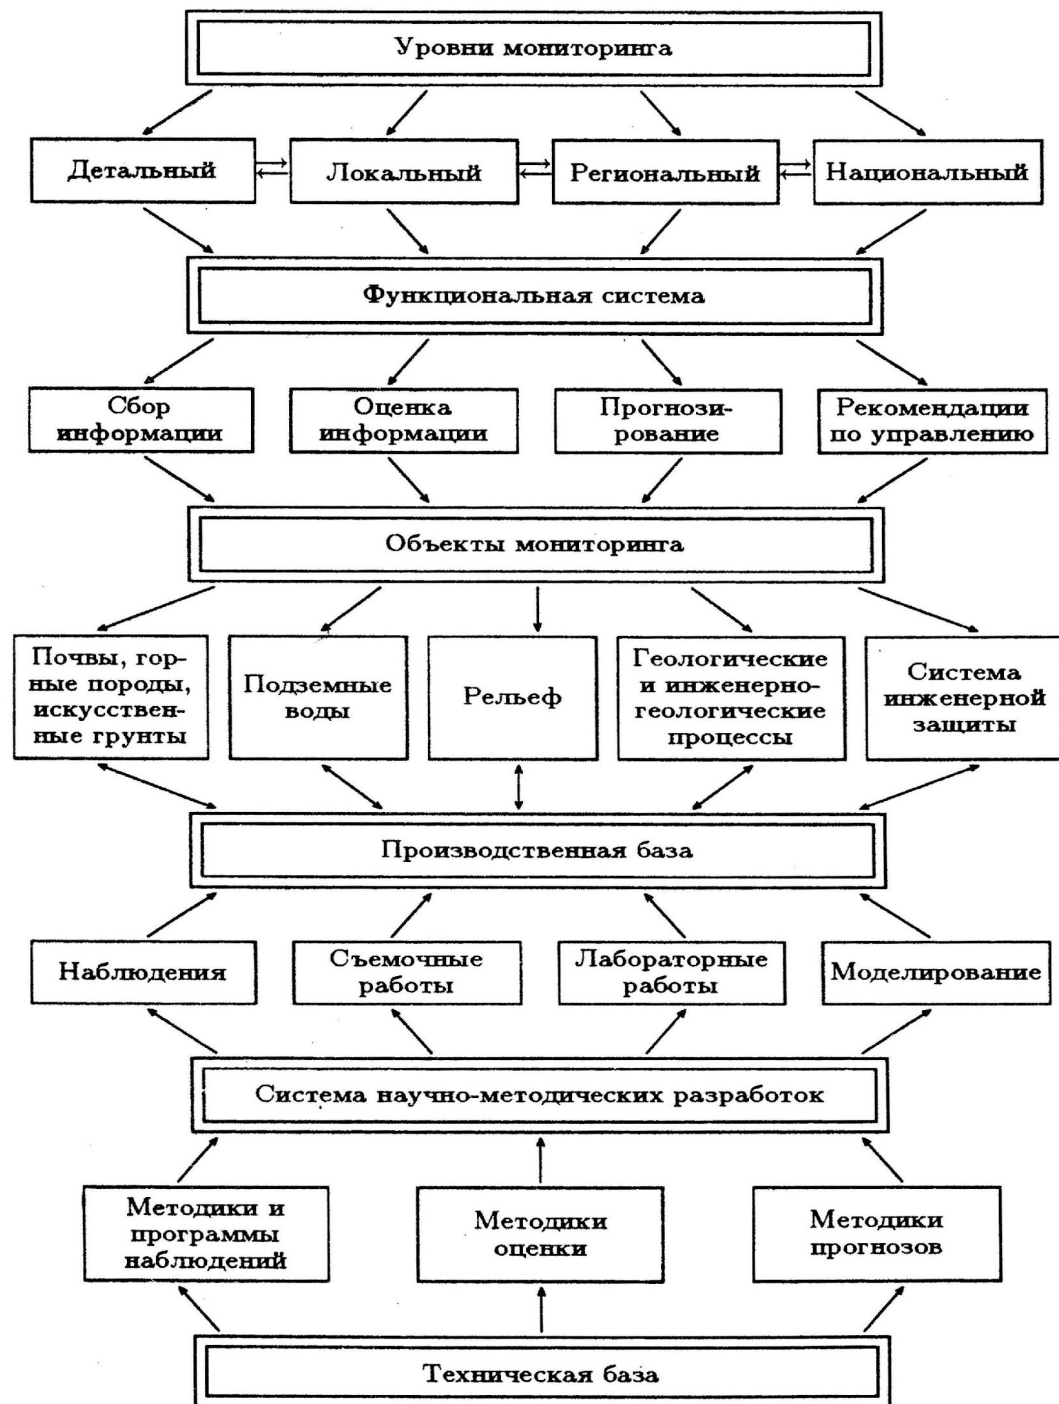 Уровни мониторинга
Детальный
Локальный
Региональный
Национальный
Функциональная система
Сбор
информации
Оценка
информации
Прогнози-
рование
Рекомендации
по управлению
Объекты мониторинга
Почвы, гор-
ные породы,
искусствен-
ные грунты
Подземные
воды
Рельеф
Геологические
и инженерно-
геологические
процессы
Система
инженерной
защиты
Производственная база
Наблюдения
Съемочные
работы
Лабораторные
работы
Моделирование
Система научно-методических разработок
Методики и
программы
наблюдений
Методики
оценки
Методики
прогнозов
Техническая база